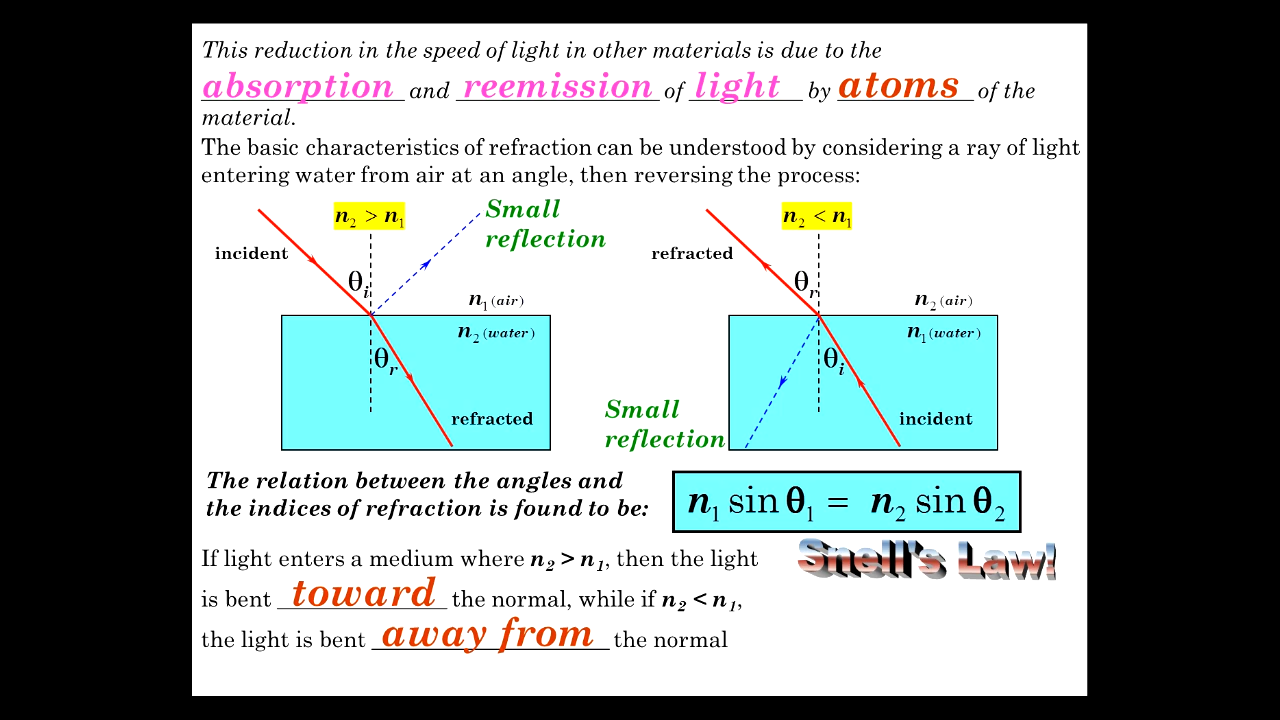 This reduction in the speed of light in other materials is due to the
absorption and reemission of light by atoms of the
material.
The basic characteristics of refraction can be understood by considering a ray of light
entering water from air at an angle, then reversing the process:
n₂ > n₁
Small
reflection
incident
θᵢ
n₁ (air)
n₂ (water)
θᵣ
refracted
n₂ < n₁
refracted
θᵣ
n₂ (air)
n₁ (water)
θᵢ
incident
Small
reflection
The relation between the angles and
the indices of refraction is found to be:
n₁ sin θ₁ = n₂ sin θ₂
Snell's Law!
If light enters a medium where n₂ > n₁, then the light
is bent toward the normal, while if n₂ < n₁,
the light is bent away from the normal